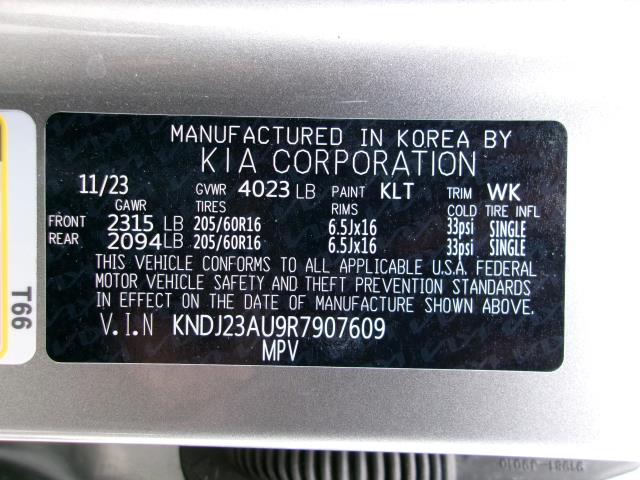 MANUFACTURED IN KOREA BY
KIA CORPORATION
11/23 GVWR 4023 LB PAINT KLT TRIM WK
GAWR TIRES RIMS COLD TIRE INFL
FRONT 2315 LB 205/60R16 6.5Jx16 33psi SINGLE
REAR 2094 LB 205/60R16 6.5Jx16 33psi SINGLE
THIS VEHICLE CONFORMS TO ALL APPLICABLE U.S.A. FEDERAL
MOTOR VEHICLE SAFETY AND THEFT PREVENTION STANDARDS
IN EFFECT ON THE DATE OF MANUFACTURE SHOWN ABOVE.
V.I.N KNDJ23AU9R7907609
MPV
T66